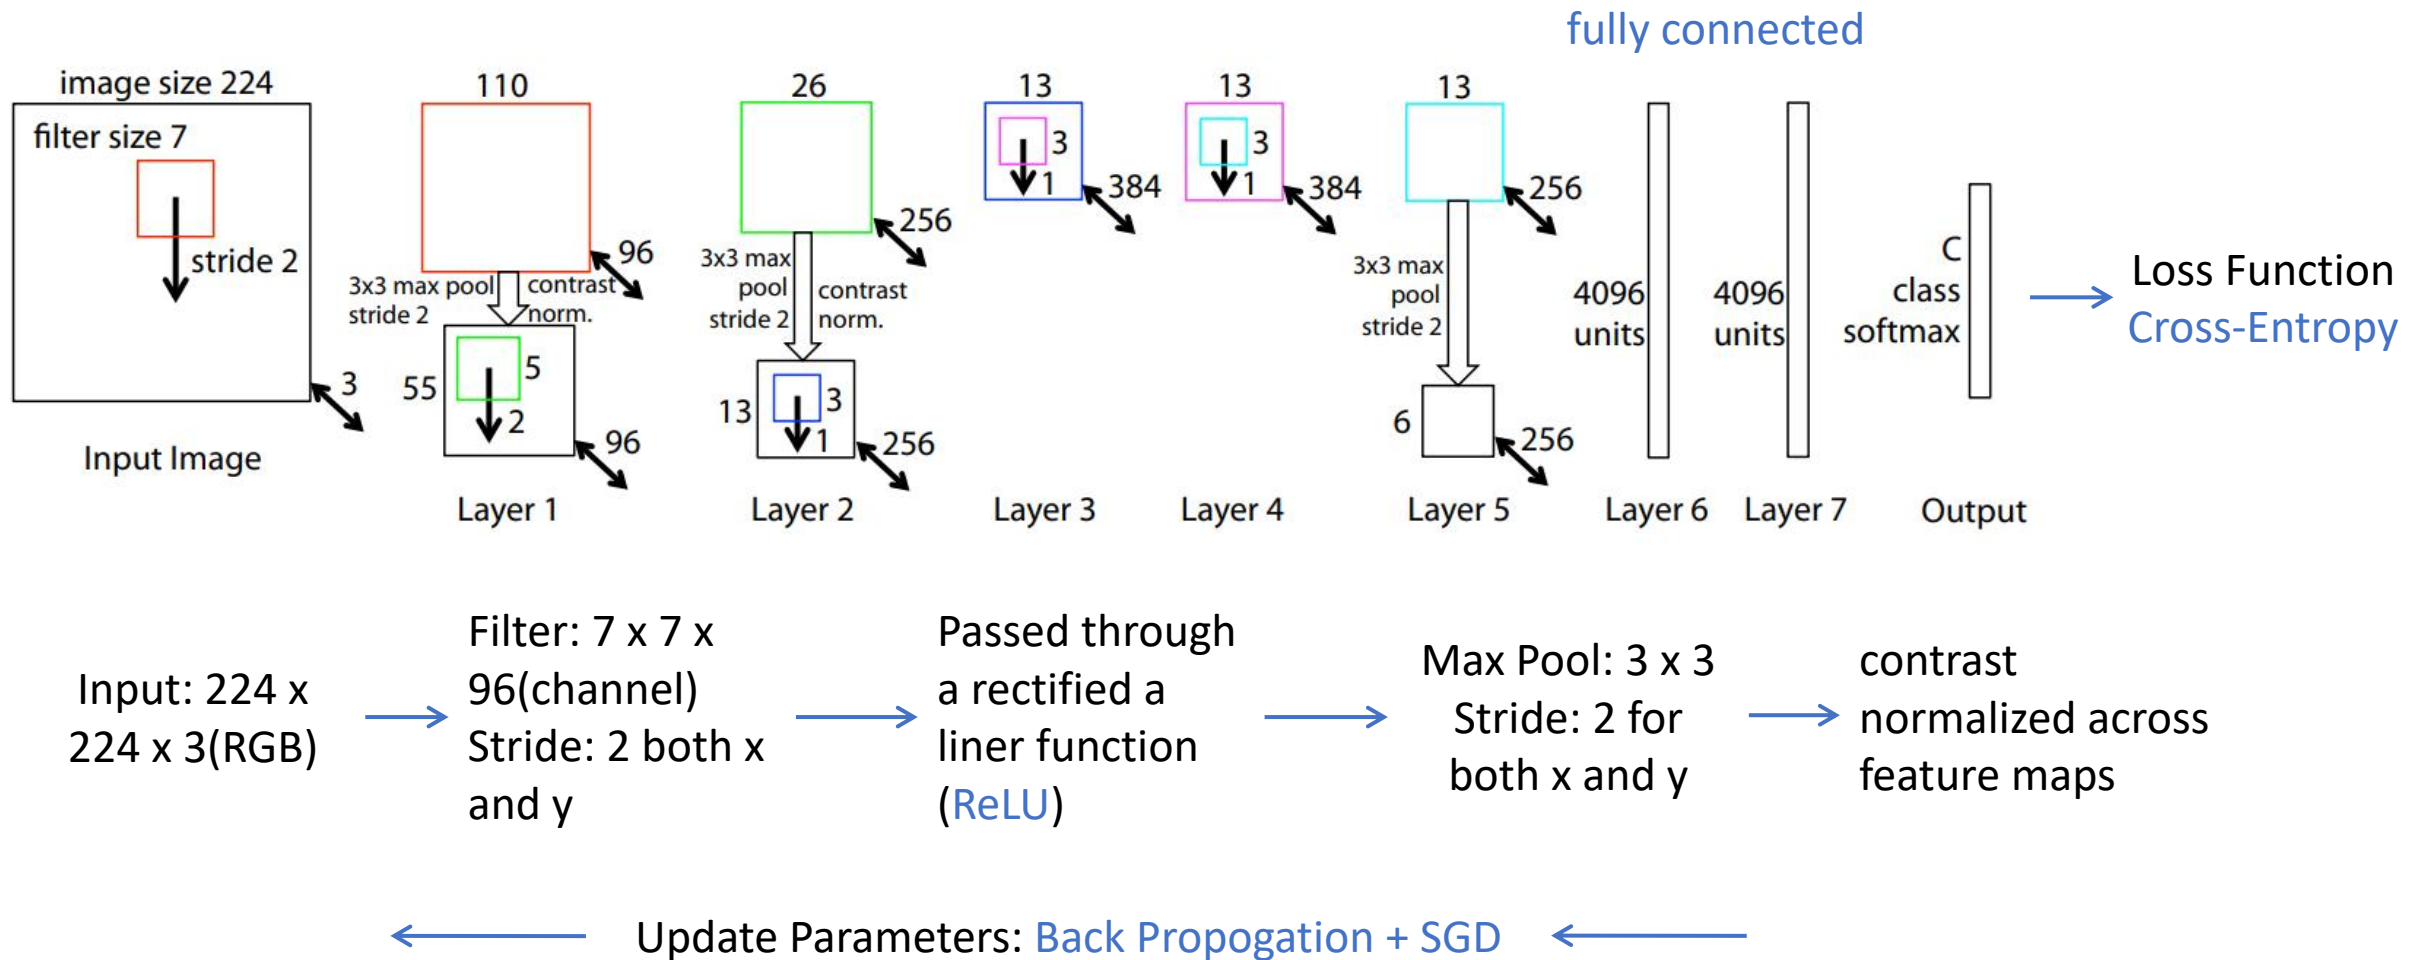 fully connected
image size 224
filter size 7
stride 2
3
Input Image
110
96
3x3 max pool
stride 2
contrast
norm.
55
5
2
96
Layer 1
26
256
3x3 max
pool
stride 2
contrast
norm.
13
3
1
256
Layer 2
13
3
1
384
Layer 3
13
3
1
384
Layer 4
13
256
3x3 max
pool
stride 2
6
256
Layer 5
4096
units
Layer 6
4096
units
Layer 7
C
class
softmax
Output
Loss Function
Cross-Entropy
Input: 224 x
224 x 3(RGB)
Filter: 7 x 7 x
96(channel)
Stride: 2 both x
and y
Passed through
a rectified a
liner function
(ReLU)
Max Pool: 3 x 3
Stride: 2 for
both x and y
contrast
normalized across
feature maps
Update Parameters: Back Propogation + SGD